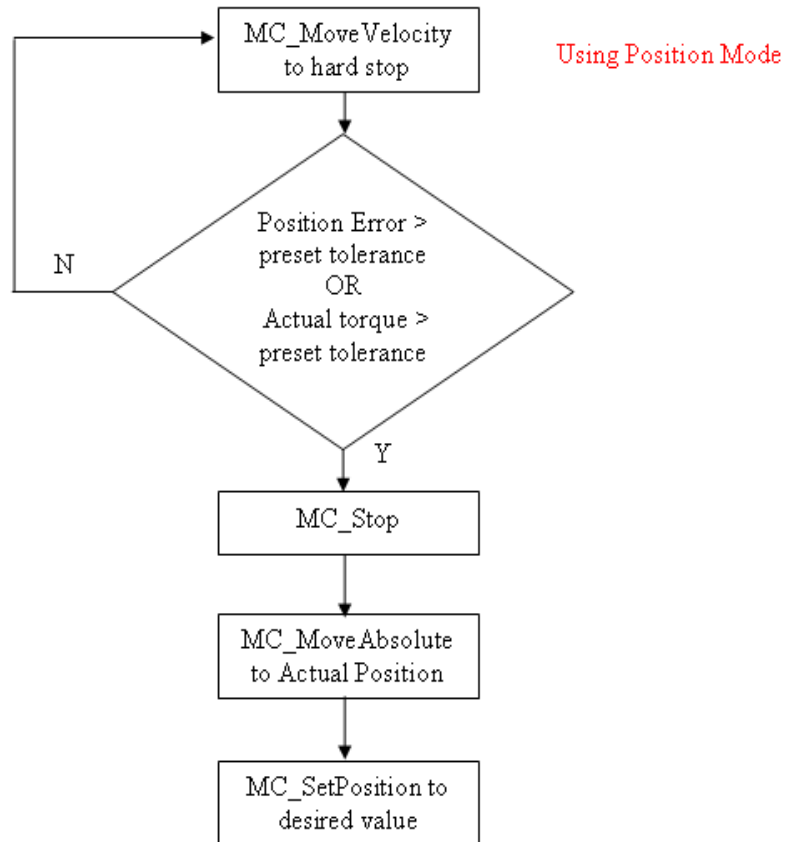 MC_MoveVelocity
to hard stop
Using Position Mode
Position Error >
preset tolerance
OR
Actual torque >
preset tolerance
N
Y
MC_Stop
MC_MoveAbsolute
to Actual Position
MC_SetPosition to
desired value